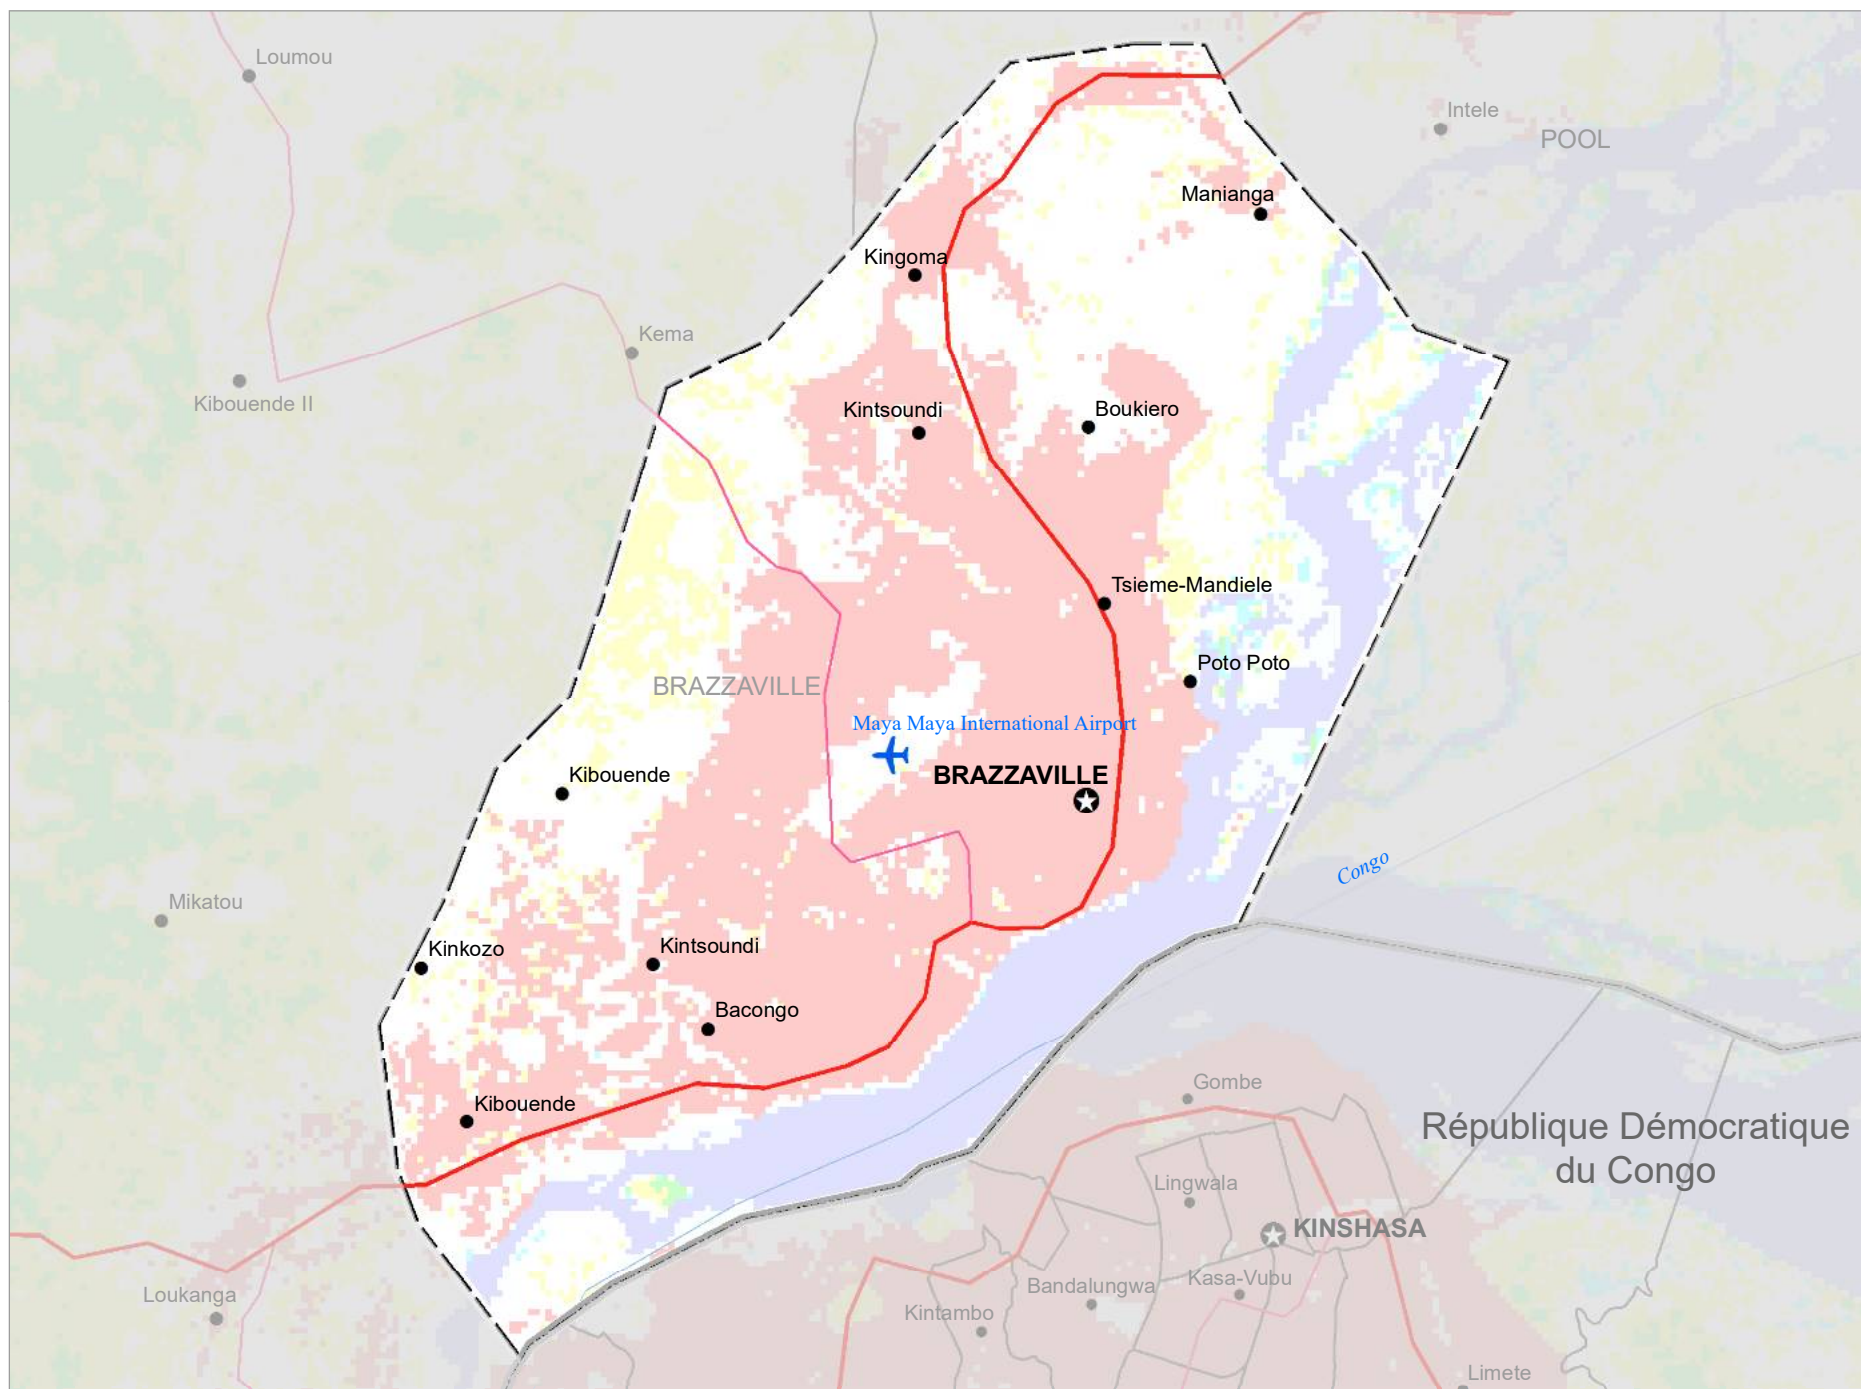 Loumou
Intele
POOL
Manianga
Kingoma
Kema
Kibouende II
Kintsoundi
Boukiero
Tsieme-Mandiele
Poto Poto
BRAZZAVILLE
Maya Maya International Airport
BRAZZAVILLE
Kibouende
Congo
Mikatou
Kinkozo
Kintsoundi
Bacongo
Gombe
Kibouende
République Démocratique
du Congo
Lingwala
KINSHASA
Kasa-Vubu
Bandalungwa
Loukanga
Kintambo
Limete